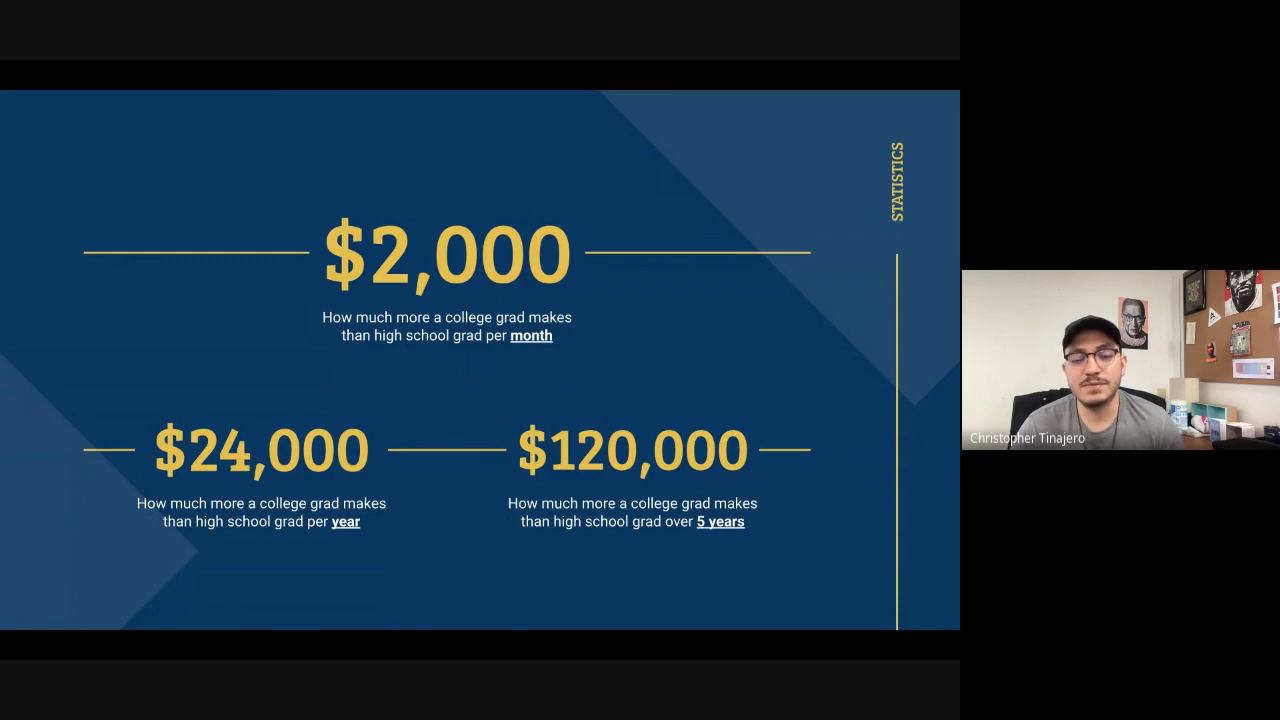 STATISTICS
$2,000
How much more a college grad makes
than high school grad per month
$24,000
How much more a college grad makes
than high school grad per year
$120,000
How much more a college grad makes
than high school grad over 5 years
Christopher Tinajero